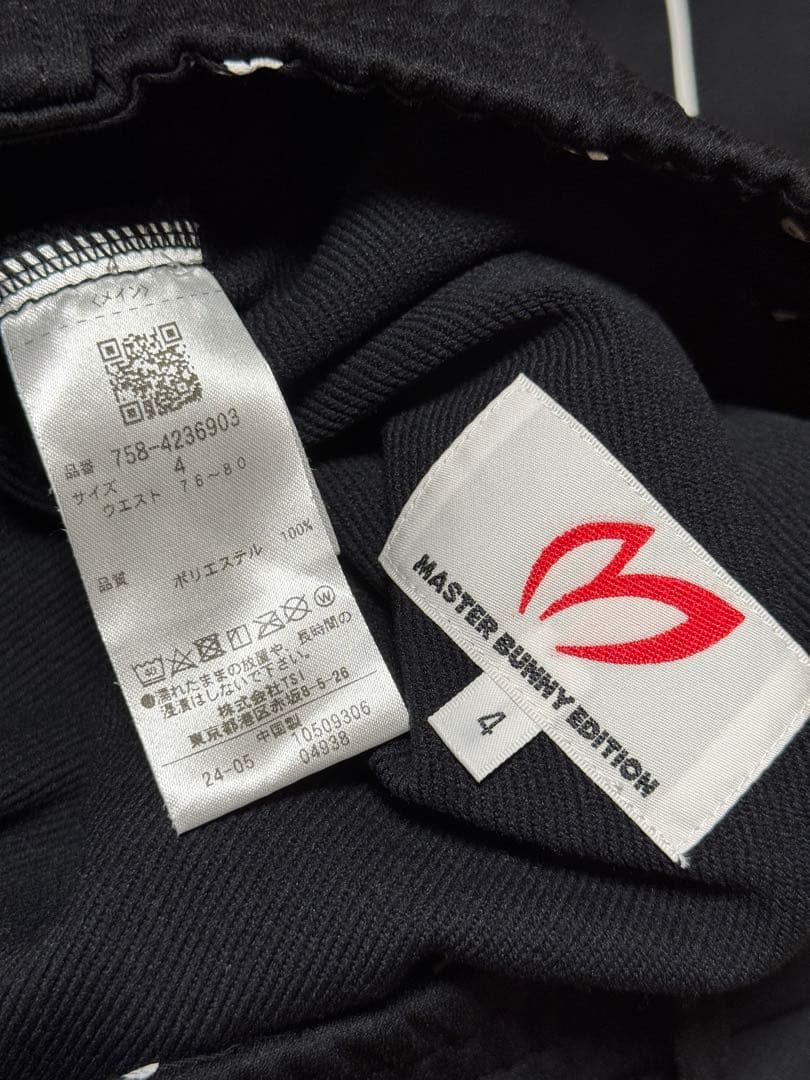 〈メイン〉
品番 758-4236903
サイズ 4
ウエスト 76～80
品質 ポリエステル 100%
40
W
●濡れたままの放置や、長時間の
浸漬はしないで下さい。
株式会社TSI
東京都港区赤坂8-5-26
中国製
10509306
24-05 04938
MASTER BUNNY EDITION
4